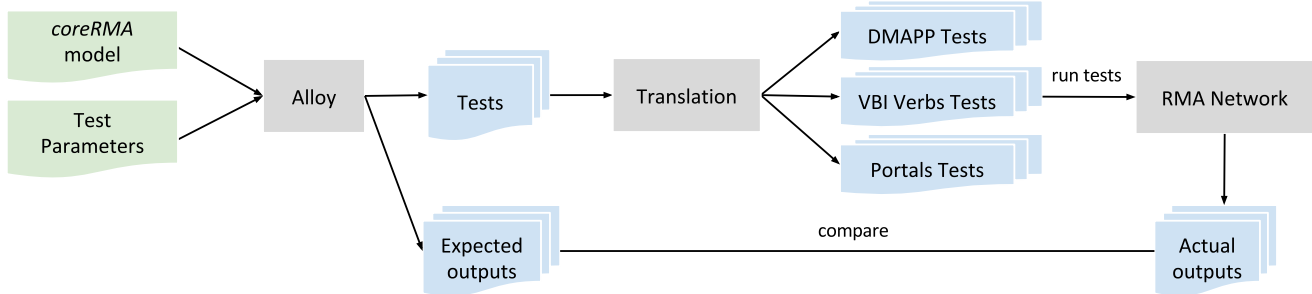 coreRMA
model
Test
Parameters
Alloy
Tests
Expected
outputs
Translation
DMAPP Tests
VBI Verbs Tests
Portals Tests
run tests
RMA Network
compare
Actual
outputs